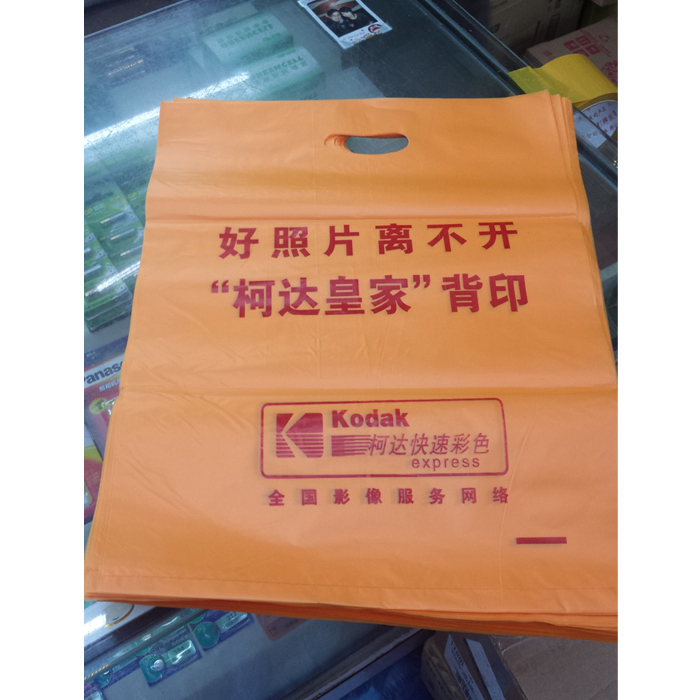 好照片离不开
“柯达皇家”背印
Kodak
柯达快速彩色
express
全国影像服务网络
Panas